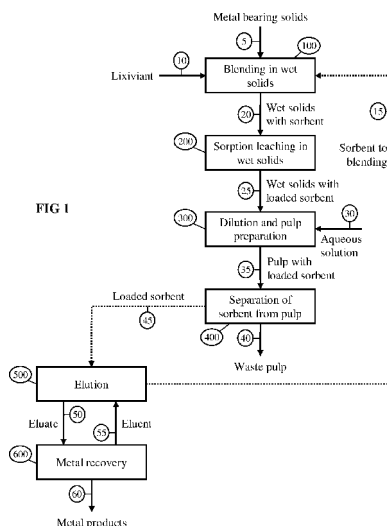 Metal bearing solids
5
100
Lixiviant
10
Blending in wet
solids
15
20
Wet solids
with sorbent
200
Sorption leaching in
wet solids
Sorbent to
blending
25
Wet solids with
loaded sorbent
FIG 1
300
30
Dilution and pulp
preparation
Aqueous
solution
35
Pulp with
loaded sorbent
Loaded sorbent
45
Separation of
sorbent from pulp
400
40
Waste pulp
500
Elution
50
Eluate
55
Eluent
600
Metal recovery
60
Metal products